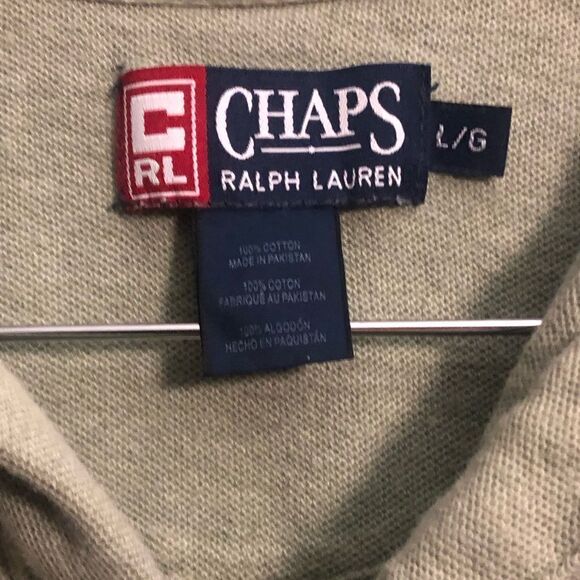 C
RL
CHAPS
RALPH LAUREN
L/G
100% COTTON
MADE IN PAKISTAN
100% COTON
FABRIQUÉ AU PAKISTAN
100% ALGODÓN
HECHO EN PAQUISTÁN